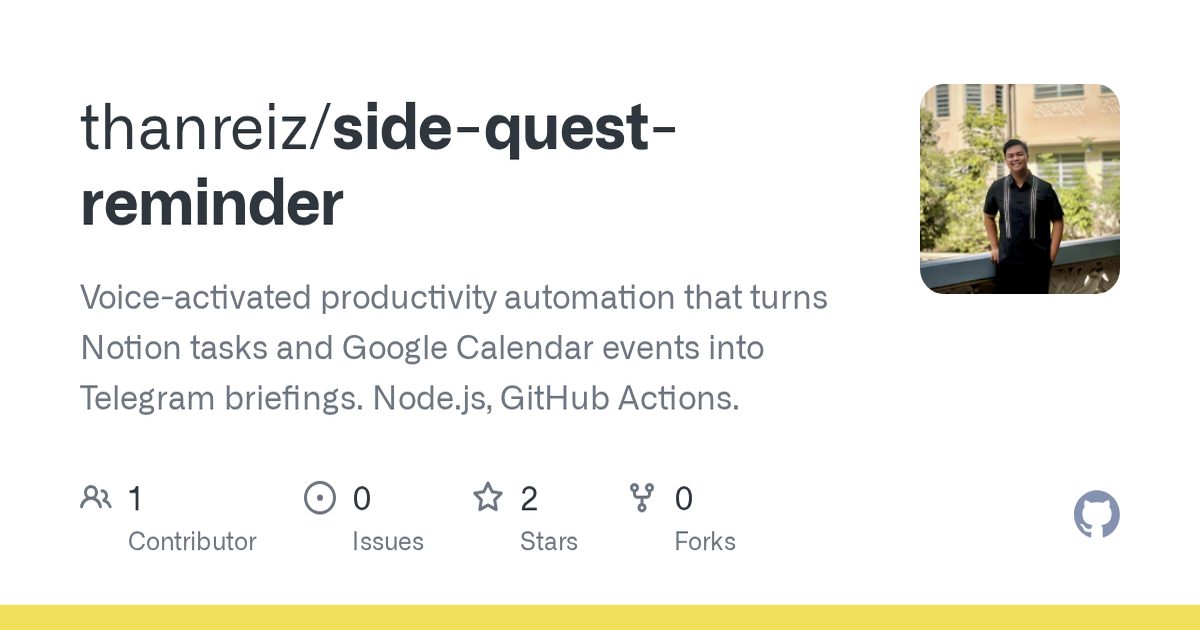 thanreiz/side-quest-
reminder
Voice-activated productivity automation that turns
Notion tasks and Google Calendar events into
Telegram briefings. Node.js, GitHub Actions.
1
Contributor
0
Issues
2
Stars
0
Forks